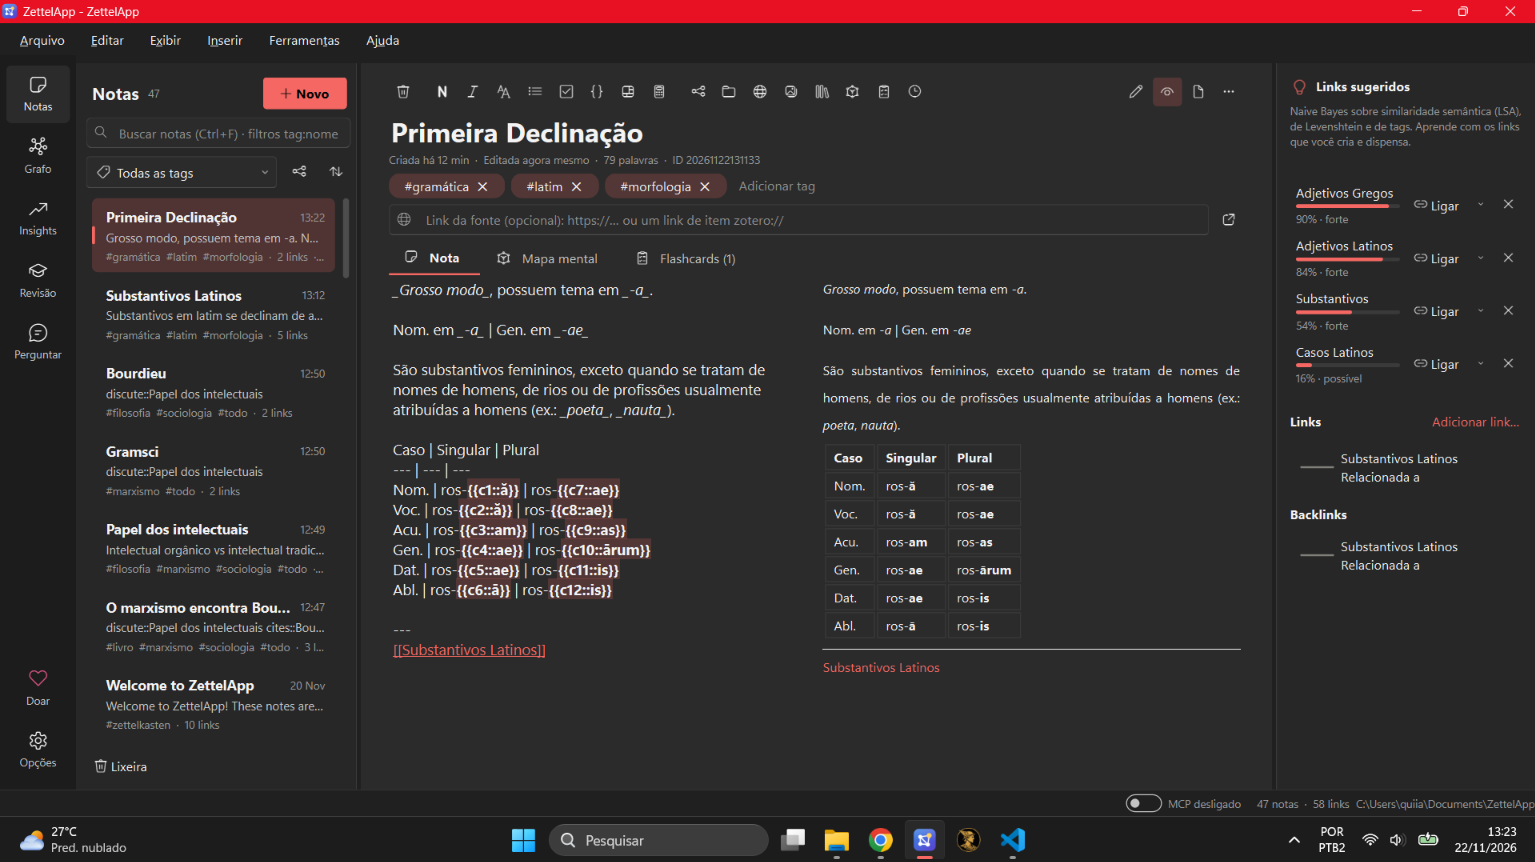 ZettelApp - ZettelApp
Arquivo Editar Exibir Inserir Ferramentas Ajuda
Notas
Grafo
Insights
Revisão
Perguntar
Doar
Opções
Notas 47
+ Novo
Buscar notas (Ctrl+F) · filtros tag:nome
Todas as tags
Primeira Declinação 13:22
Grosso modo, possuem tema em -a. N...
#gramática #latim #morfologia · 2 links ·...
Substantivos Latinos 13:12
Substantivos em latim se declinam de a...
#gramática #latim #morfologia · 5 links
Bourdieu 12:50
discute::Papel dos intelectuais
#filosofia #sociologia #todo · 2 links
Gramsci 12:50
discute::Papel dos intelectuais
#marxismo #todo · 2 links
Papel dos intelectuais 12:49
Intelectual orgânico vs intelectual tradic...
#filosofia #marxismo #sociologia #todo ·...
O marxismo encontra Bou... 12:47
discute::Papel dos intelectuais cites::Bou...
#livro #marxismo #sociologia #todo · 3 l...
Welcome to ZettelApp 20 Nov
Welcome to ZettelApp! These notes are...
#zettelkasten · 10 links
Lixeira
N I AA {}
Primeira Declinação
Criada há 12 min · Editada agora mesmo · 79 palavras · ID 20261122131133
#gramática #latim #morfologia Adicionar tag
Link da fonte (opcional): https://... ou um link de item zotero://
Nota Mapa mental Flashcards (1)
_Grosso modo_, possuem tema em _-a_.
Nom. em _-a_ | Gen. em _-ae_
São substantivos femininos, exceto quando se tratam de
nomes de homens, de rios ou de profissões usualmente
atribuídas a homens (ex.: _poeta_, _nauta_).
Caso | Singular | Plural
--- | --- | ---
Nom. | ros-{{c1::ă}} | ros-{{c7::ae}}
Voc. | ros-{{c2::ă}} | ros-{{c8::ae}}
Acu. | ros-{{c3::am}} | ros-{{c9::as}}
Gen. | ros-{{c4::ae}} | ros-{{c10::ārum}}
Dat. | ros-{{c5::ae}} | ros-{{c11::is}}
Abl. | ros-{{c6::ā}} | ros-{{c12::is}}
---
[[Substantivos Latinos]]
Grosso modo, possuem tema em -a.
Nom. em -a | Gen. em -ae
São substantivos femininos, exceto quando se tratam de nomes de
homens, de rios ou de profissões usualmente atribuídas a homens (ex.:
poeta, nauta).
Caso Singular Plural
Nom. ros-ă ros-ae
Voc. ros-ă ros-ae
Acu. ros-am ros-as
Gen. ros-ae ros-ārum
Dat. ros-ae ros-is
Abl. ros-ā ros-is
Substantivos Latinos
Links sugeridos
Naive Bayes sobre similaridade semântica (LSA),
de Levenshtein e de tags. Aprende com os links
que você cria e dispensa.
Adjetivos Gregos
90% · forte
Ligar
Adjetivos Latinos
84% · forte
Ligar
Substantivos
54% · forte
Ligar
Casos Latinos
16% · possível
Ligar
Links Adicionar link...
Substantivos Latinos
Relacionada a
Backlinks
Substantivos Latinos
Relacionada a
MCP desligado 47 notas · 58 links C:\Users\quiia\Documents\ZettelApp
27°C
Pred. nublado
Pesquisar
POR
PTB2
13:23
22/11/2026